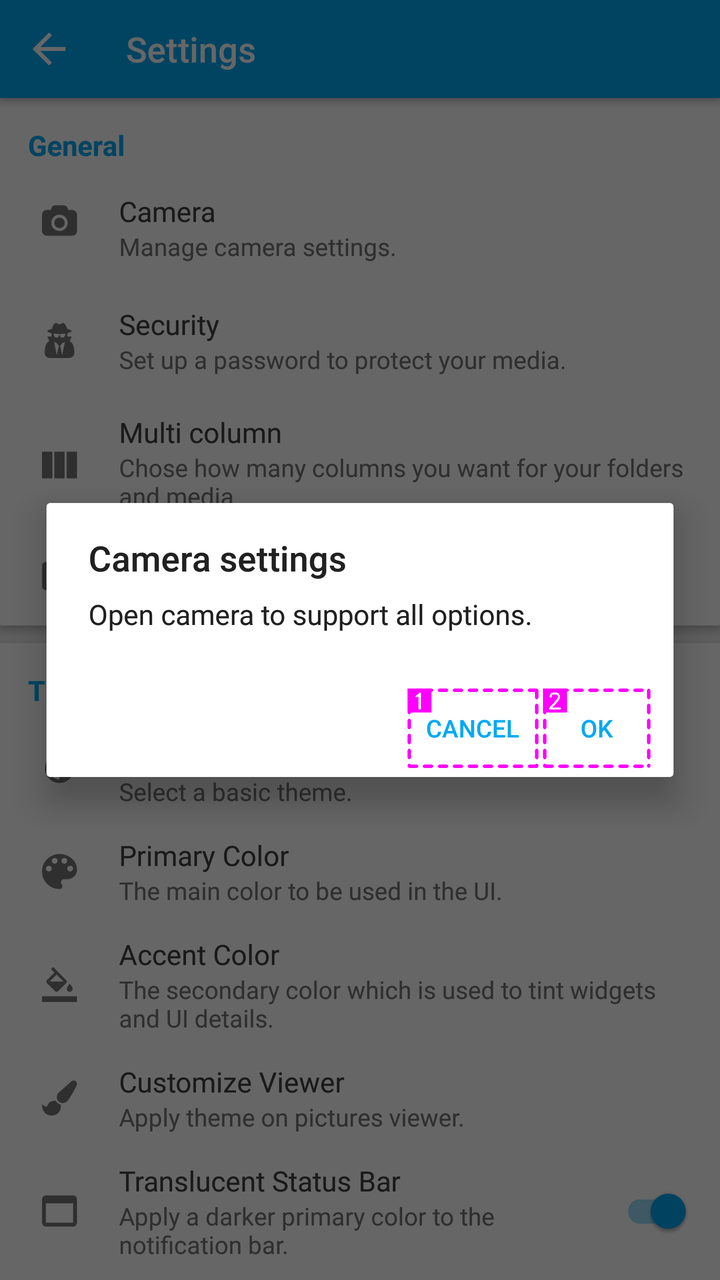 Settings
General
Camera
Manage camera settings.
Security
Set up a password to protect your media.
Multi column
Chose how many columns you want for your folders
and media
Camera settings
Open camera to support all options.
T
1
CANCEL
2
OK
Select a basic theme.
Primary Color
The main color to be used in the UI.
Accent Color
The secondary color which is used to tint widgets
and UI details.
Customize Viewer
Apply theme on pictures viewer.
Translucent Status Bar
Apply a darker primary color to the
notification bar.